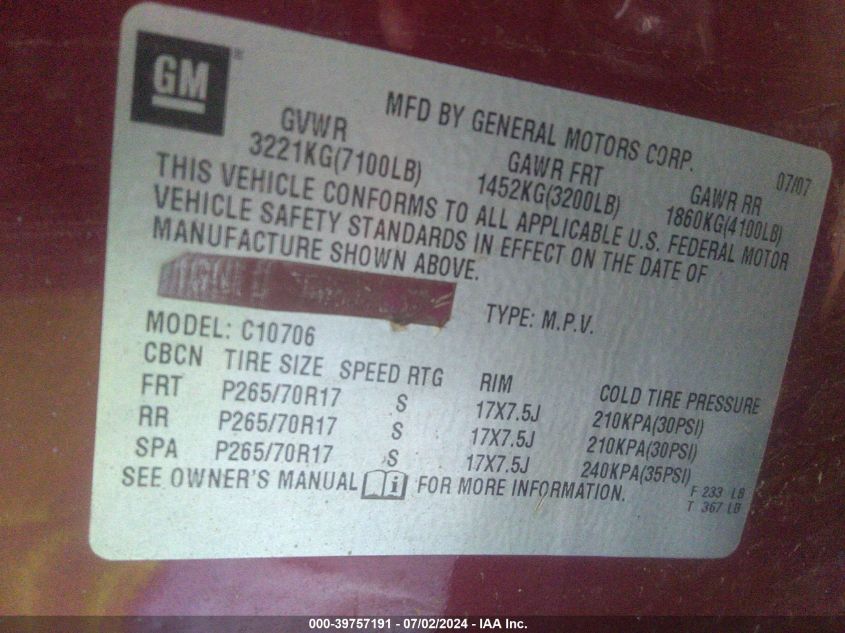 GM ®
MFD BY GENERAL MOTORS CORP. 07/07
GVWR GAWR FRT GAWR RR
3221KG(7100LB) 1452KG(3200LB) 1860KG(4100LB)
THIS VEHICLE CONFORMS TO ALL APPLICABLE U.S. FEDERAL MOTOR
VEHICLE SAFETY STANDARDS IN EFFECT ON THE DATE OF
MANUFACTURE SHOWN ABOVE.
TYPE: M.P.V.
MODEL: C10706
CBCN TIRE SIZE SPEED RTG RIM COLD TIRE PRESSURE
FRT P265/70R17 S 17X7.5J 210KPA(30PSI)
RR P265/70R17 S 17X7.5J 210KPA(30PSI)
SPA P265/70R17 S 17X7.5J 240KPA(35PSI)
SEE OWNER'S MANUAL i FOR MORE INFORMATION.
F 233 LB
T 367 LB
000-39757191 - 07/02/2024 - IAA Inc.